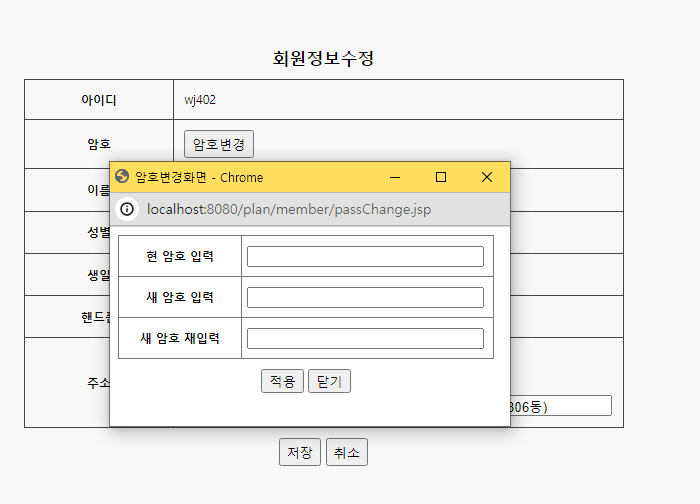 회원정보수정
아이디 wj402
암호 암호변경
암호변경화면 - Chrome
localhost:8080/plan/member/passChange.jsp
이름
현 암호 입력
성별
생일
새 암호 입력
핸드
새 암호 재입력
주소
적용 닫기
306동)
저장 취소